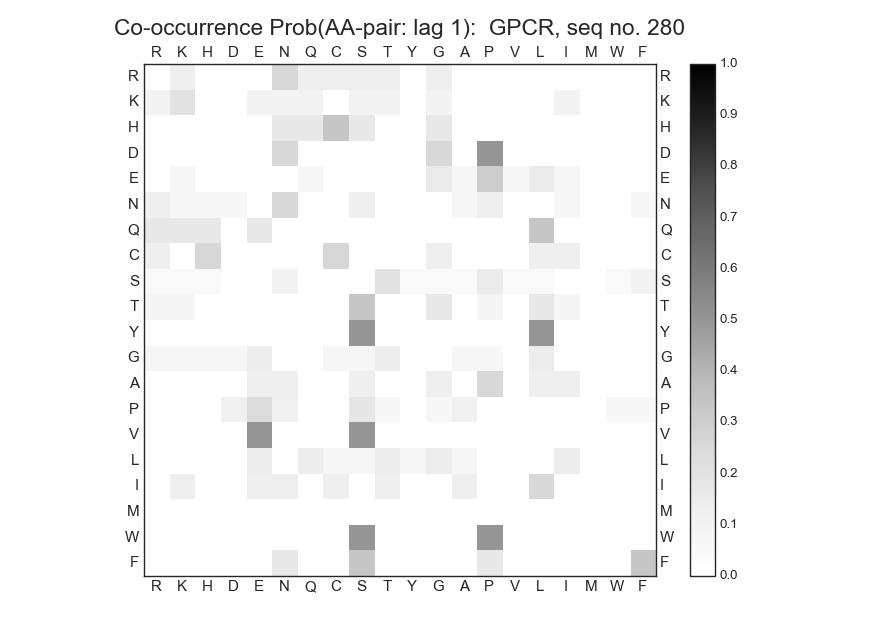 Co-occurrence Prob(AA-pair: lag 1):  GPCR, seq no. 280
R K H D E N Q C S T Y G A P V L I M W F
1.0
R R
0.9
K K
H H
0.8
D D
E E
0.7
N N
0.6
Q Q
C C
S S
0.5
T T
Y Y
0.4
G G
A A
0.3
P P
V V
0.2
L L
I I
0.1
M M
W W
F F
0.0
R K H D E N Q C S T Y G A P V L I M W F